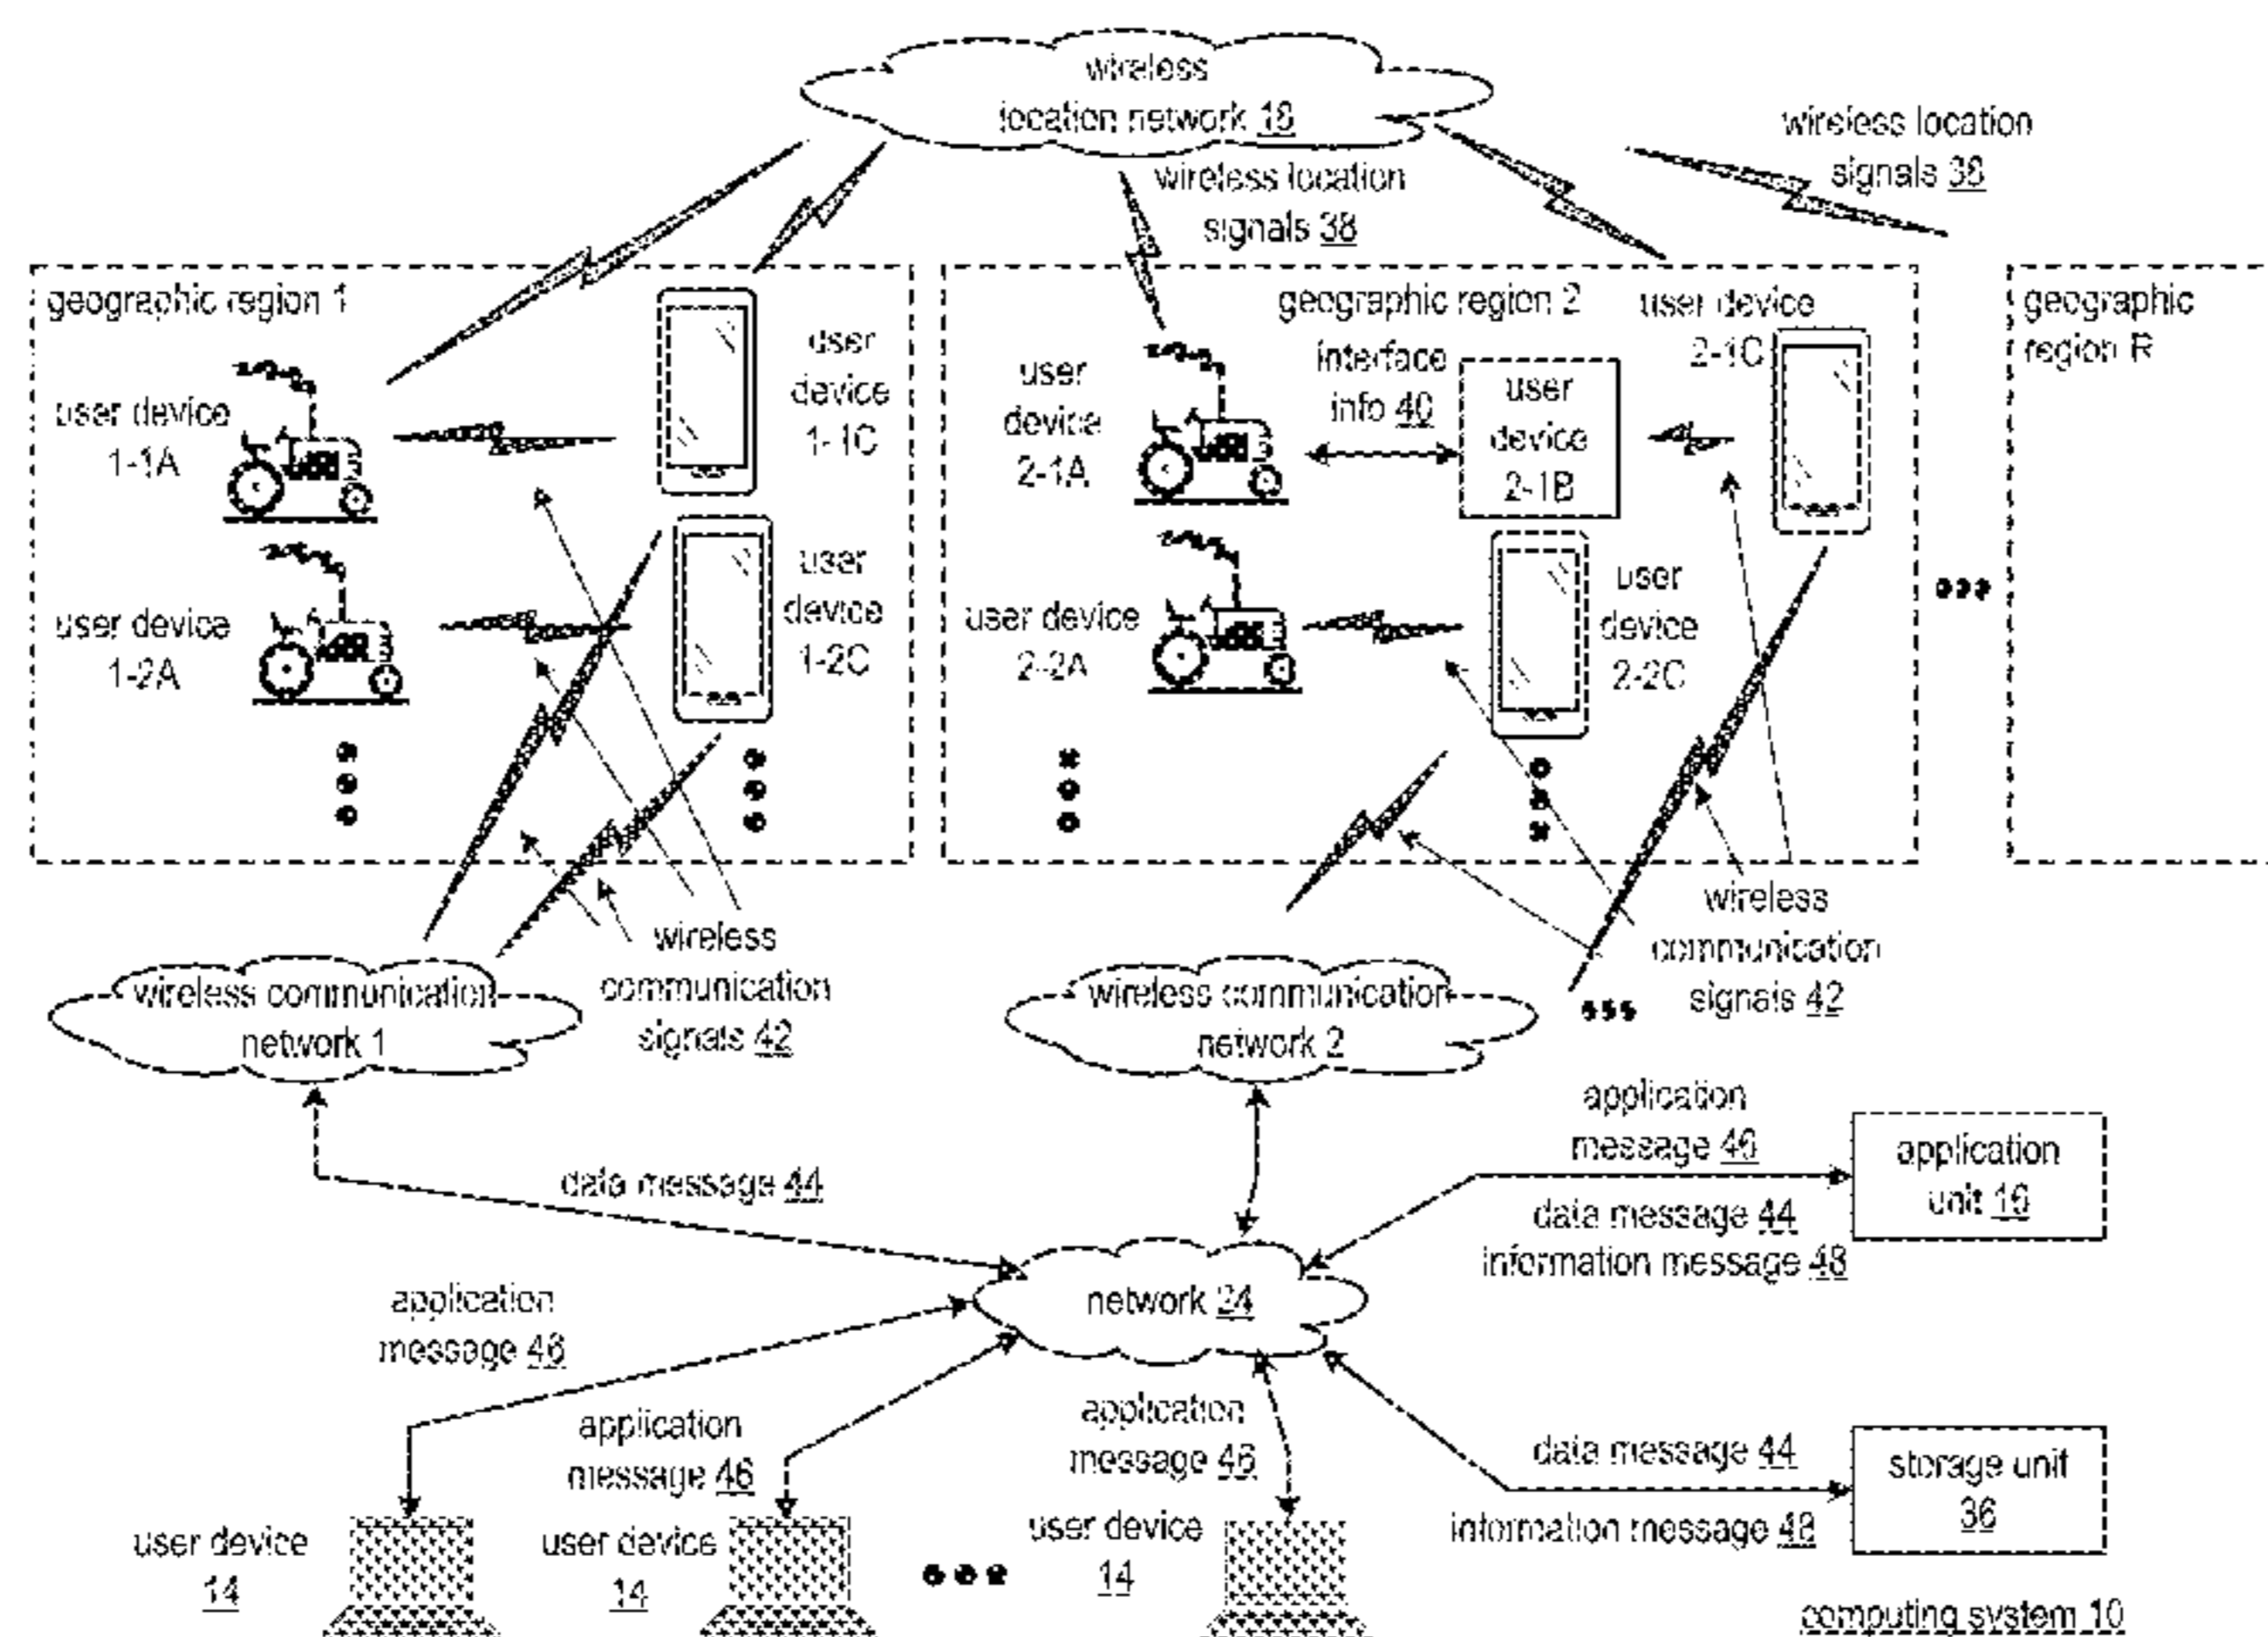 wireless
location network 18
wireless location
signals 38
wireless location
signals 38
geographic region 1
user device
1-1A
user
device
1-1C
user device
1-2A
user
device
1-2C
geographic region 2
user
device
2-1A
interface
info 40
user
device
2-1B
user device
2-1C
user device
2-2A
user
device
2-2C
geographic
region R
wireless communication
network 1
wireless
communication
signals 42
wireless communication
network 2
wireless
communication
signals 42
data message 44
application
message 46
data message 44
information message 48
application
unit 16
network 24
application
message 46
application
message 46
application
message 46
data message 44
information message 48
storage unit
36
user device
14
user device
14
user device
14
computing system 10